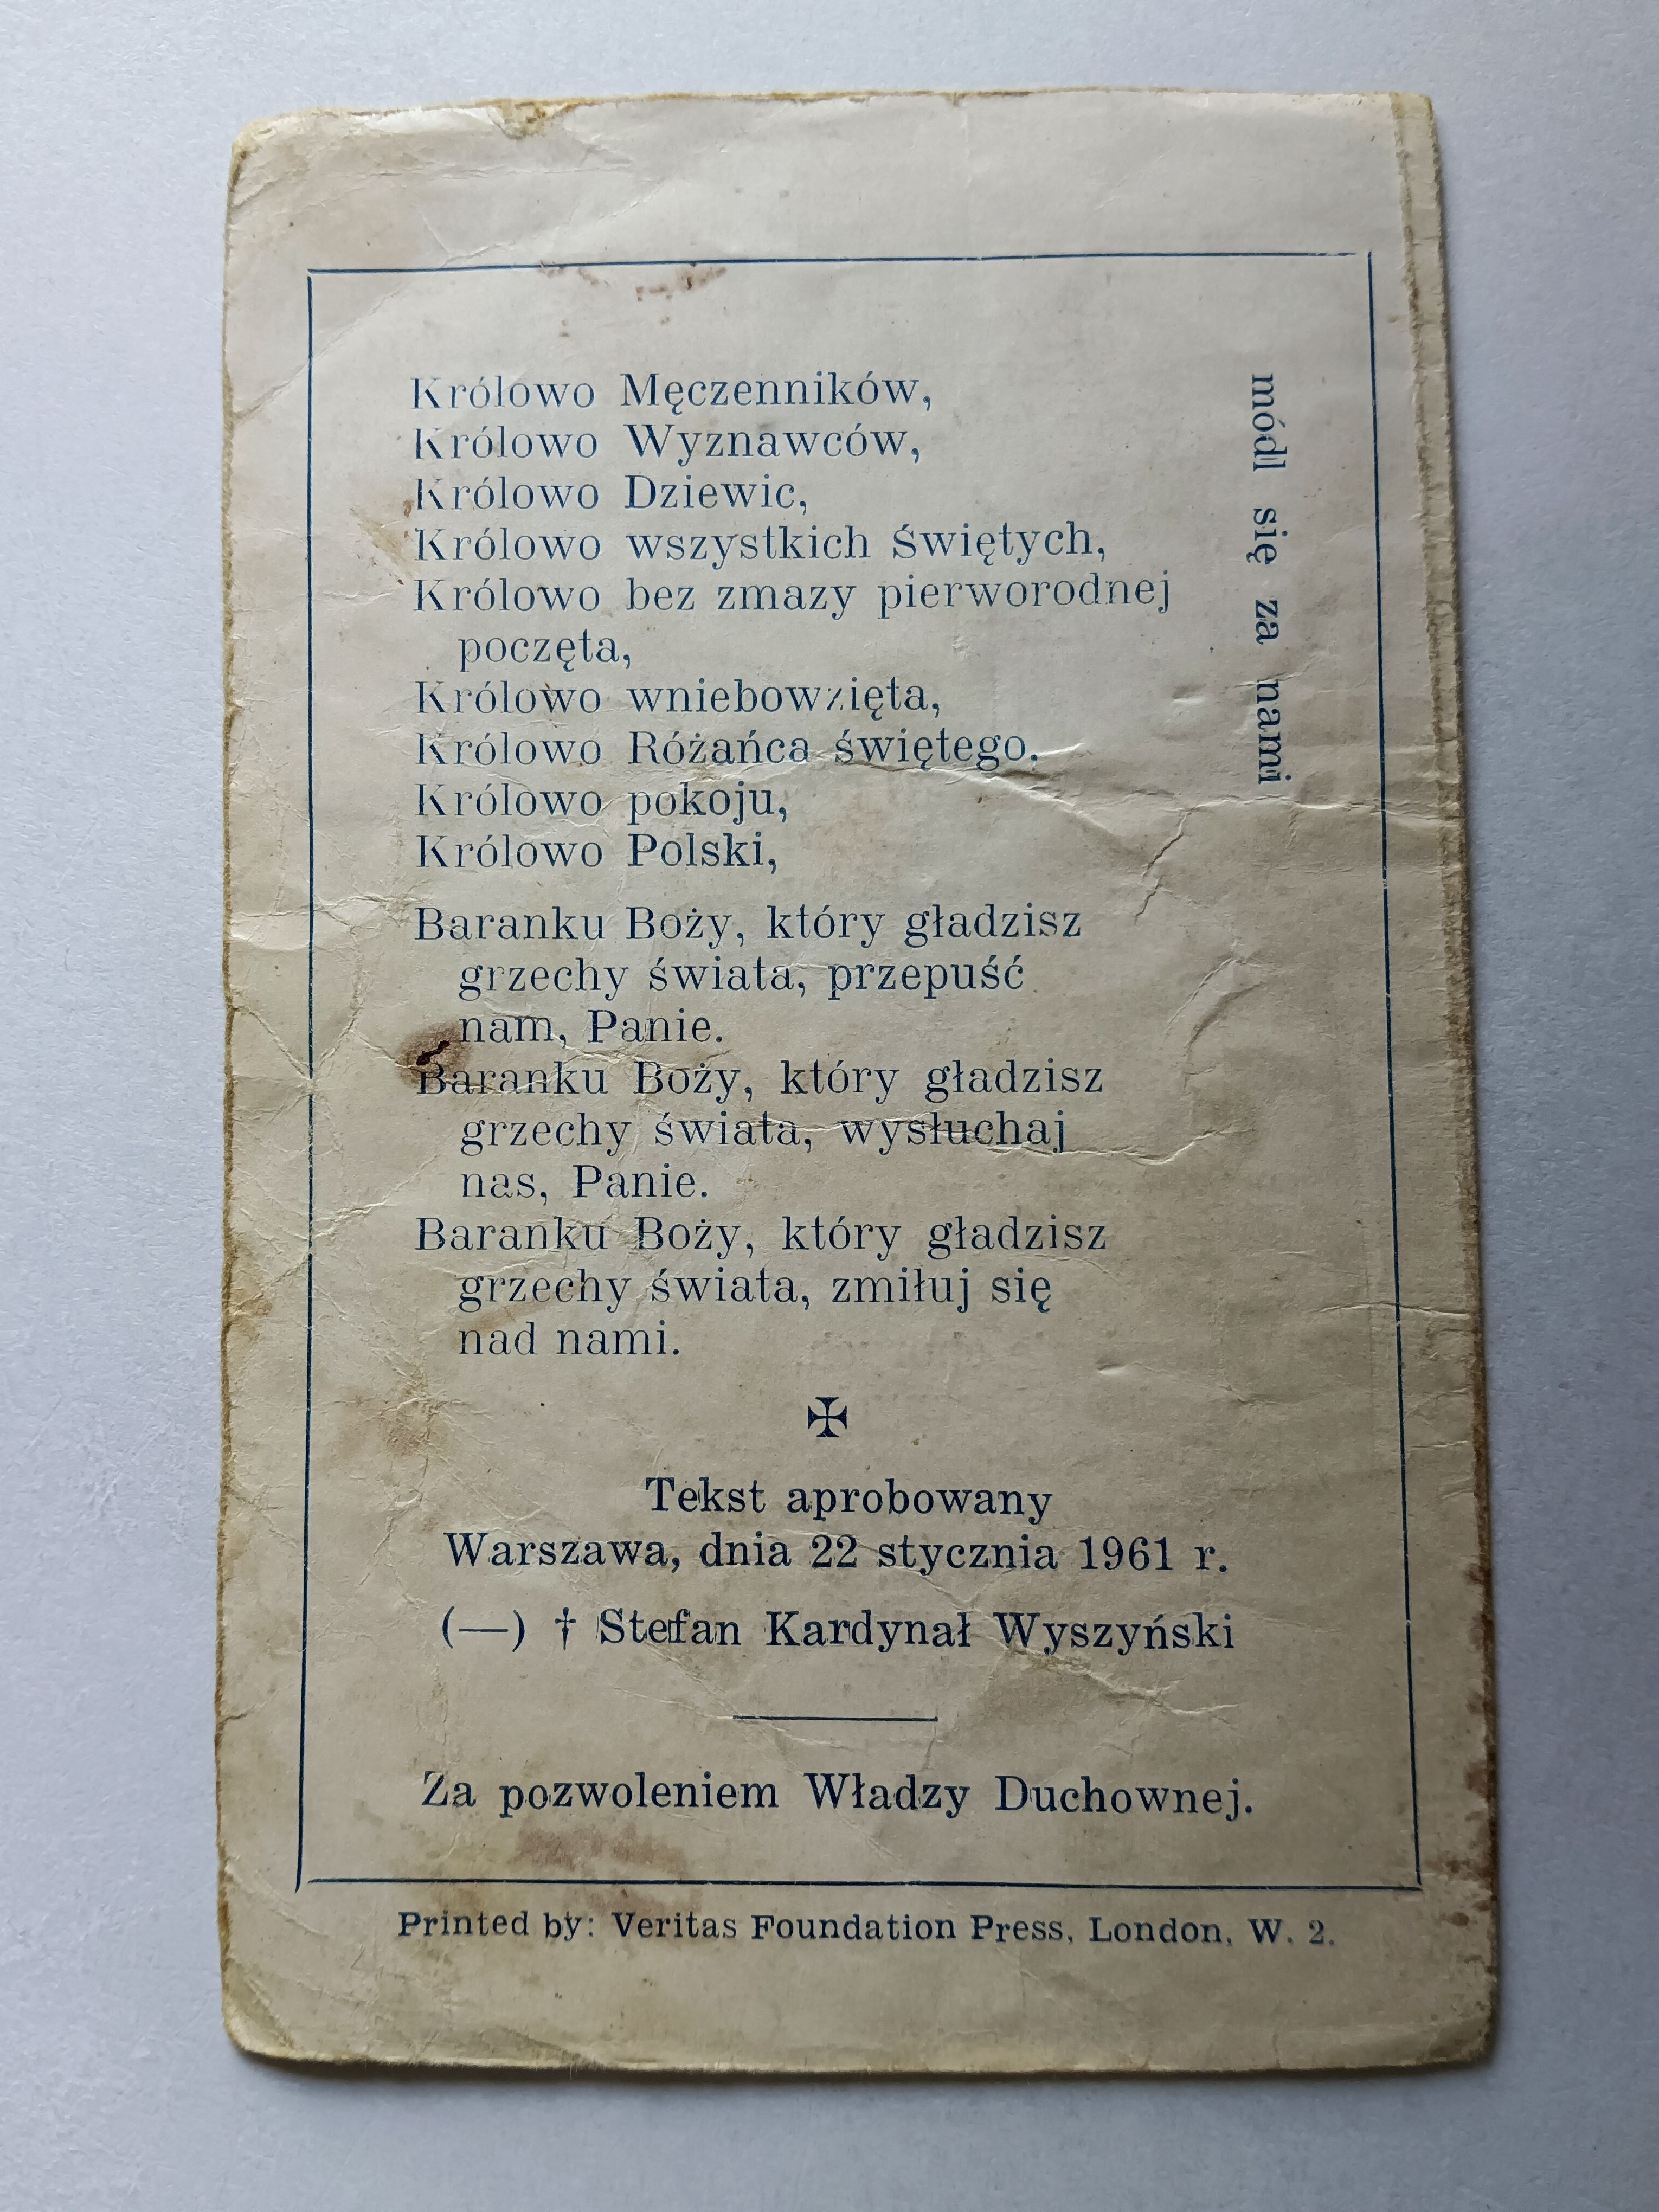 Królowo Męczenników,
Królowo Wyznawców,
Królowo Dziewic,
Królowo wszystkich Świętych,
Królowo bez zmazy pierworodnej
poczęta,
Królowo wniebowzięta,
Królowo Różańca świętego,
Królowo pokoju,
Królowo Polski,
módl się za nami
Baranku Boży, który gładzisz
grzechy świata, przepuść
nam, Panie.
Baranku Boży, który gładzisz
grzechy świata, wysłuchaj
nas, Panie.
Baranku Boży, który gładzisz
grzechy świata, zmiłuj się
nad nami.
✠
Tekst aprobowany
Warszawa, dnia 22 stycznia 1961 r.
(—) † Stefan Kardynał Wyszyński
Za pozwoleniem Władzy Duchownej.
Printed by: Veritas Foundation Press, London, W. 2.